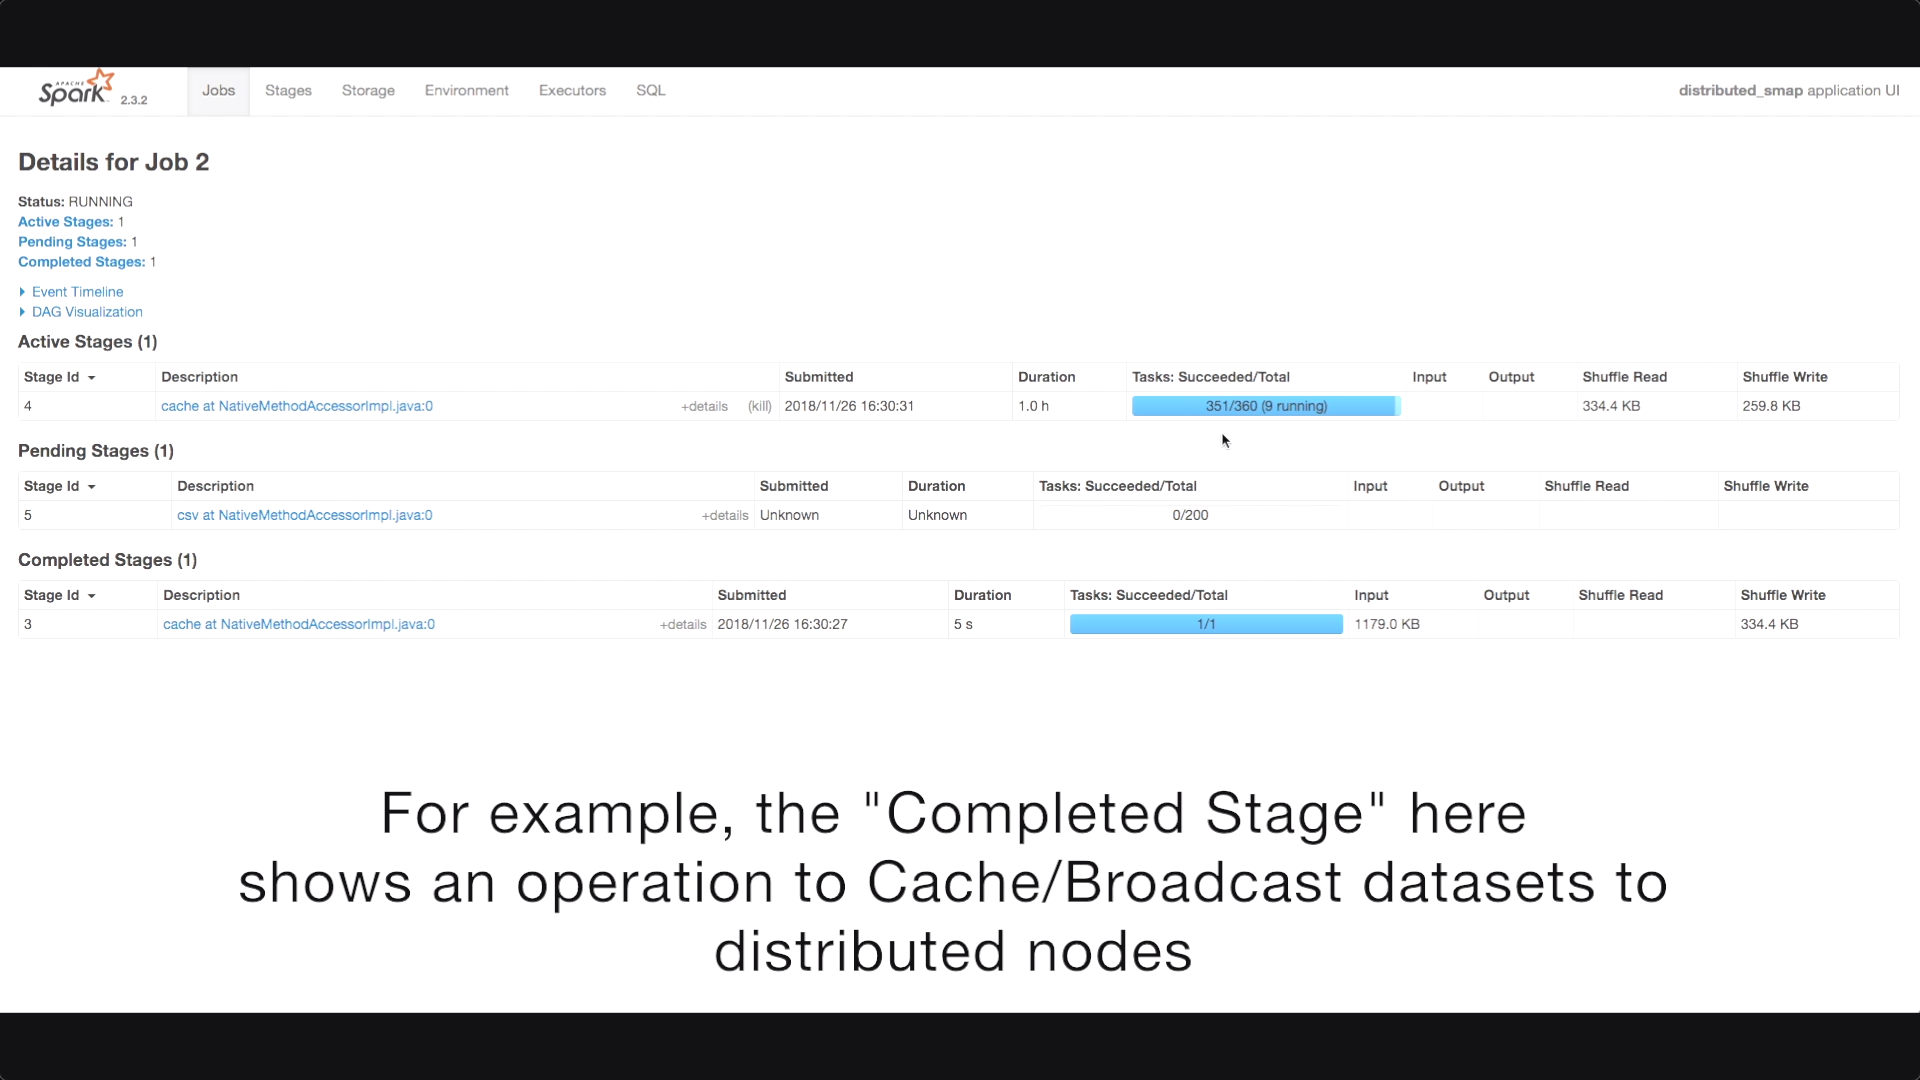 APACHE
Spark 2.3.2 Jobs Stages Storage Environment Executors SQL distributed_smap application UI
Details for Job 2
Status: RUNNING
Active Stages: 1
Pending Stages: 1
Completed Stages: 1
Event Timeline
DAG Visualization
Active Stages (1)
Stage Id Description Submitted Duration Tasks: Succeeded/Total Input Output Shuffle Read Shuffle Write
4 cache at NativeMethodAccessorImpl.java:0 +details (kill) 2018/11/26 16:30:31 1.0 h 351/360 (9 running) 334.4 KB 259.8 KB
Pending Stages (1)
Stage Id Description Submitted Duration Tasks: Succeeded/Total Input Output Shuffle Read Shuffle Write
5 csv at NativeMethodAccessorImpl.java:0 +details Unknown Unknown 0/200
Completed Stages (1)
Stage Id Description Submitted Duration Tasks: Succeeded/Total Input Output Shuffle Read Shuffle Write
3 cache at NativeMethodAccessorImpl.java:0 +details 2018/11/26 16:30:27 5 s 1/1 1179.0 KB 334.4 KB
For example, the "Completed Stage" here
shows an operation to Cache/Broadcast datasets to
distributed nodes